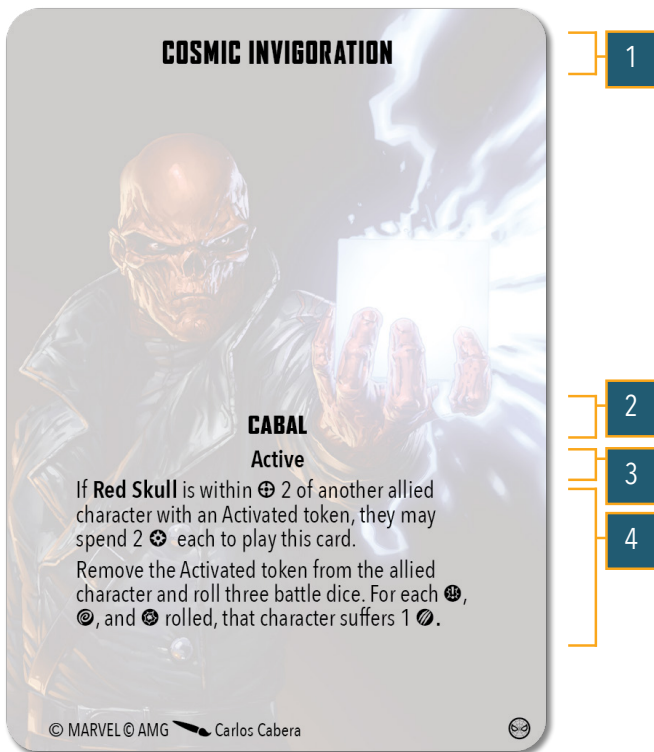 COSMIC INVIGORATION
1
CABAL
2
Active
3
If Red Skull is within 2 of another allied
character with an Activated token, they may
spend 2 each to play this card.
4
Remove the Activated token from the allied
character and roll three battle dice. For each ,
, and rolled, that character suffers 1 .
© MARVEL © AMG Carlos Cabera